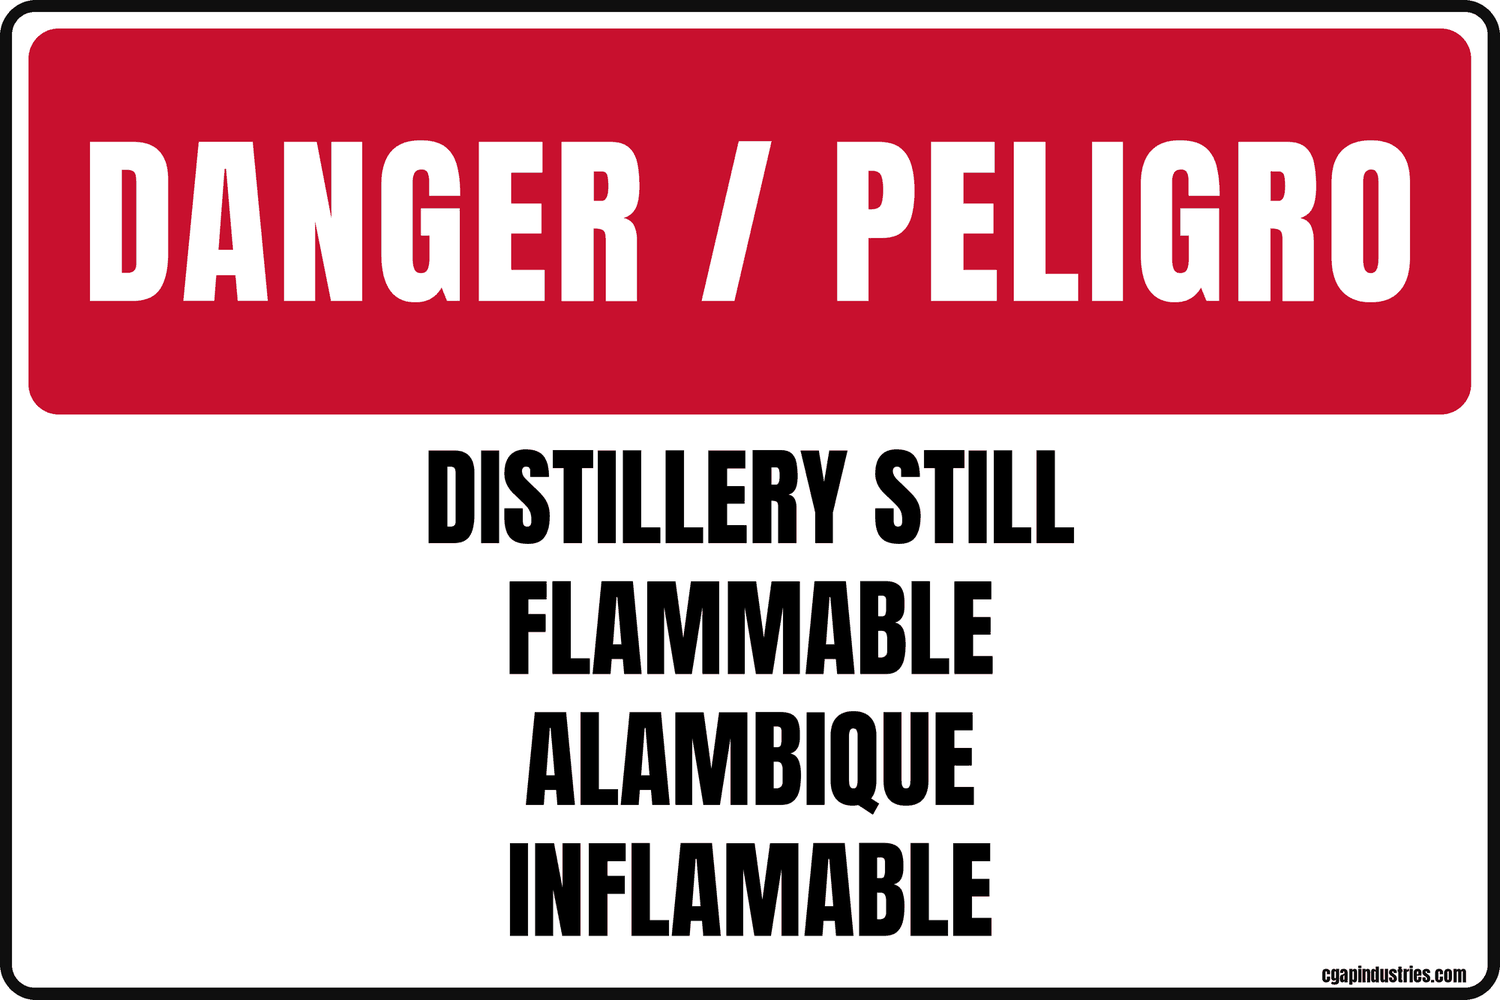 DANGER / PELIGRO
DISTILLERY STILL
FLAMMABLE
ALAMBIQUE
INFLAMABLE
cgapindustries.com